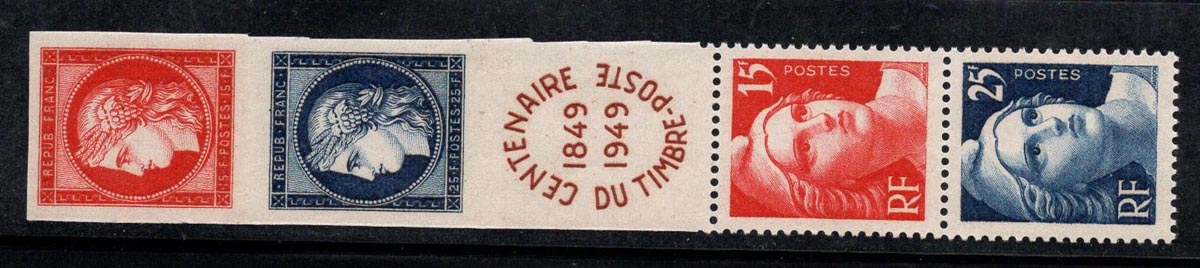 REPUB FRANC
15 F·POSTES·15 F
REPUB FRANC
25 F·POSTES·25 F
CENTENAIRE DU TIMBRE-POSTE
1849
1949
15F
POSTES
RF
25F
POSTES
RF